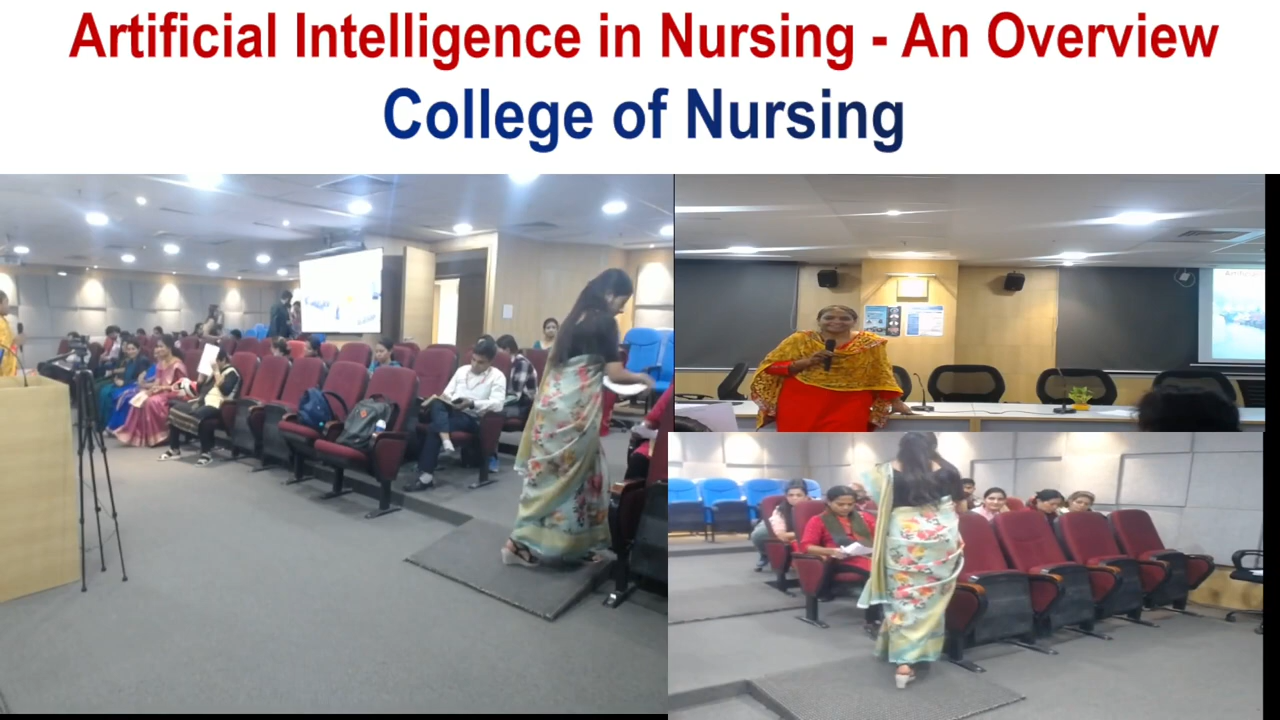 Artificial Intelligence in Nursing - An Overview
College of Nursing